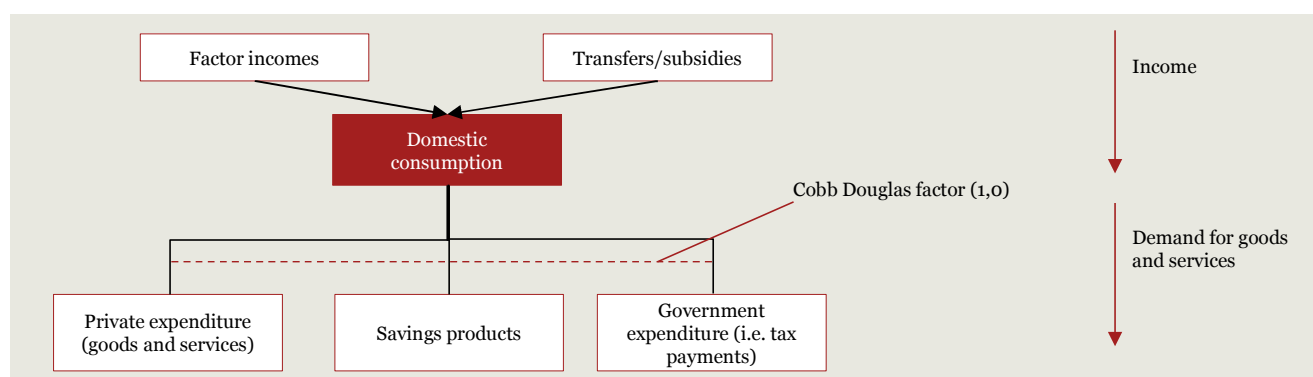 Factor incomes
Transfers/subsidies
Income
Domestic
consumption
Cobb Douglas factor (1,0)
Demand for goods
and services
Private expenditure
(goods and services)
Savings products
Government
expenditure (i.e. tax
payments)